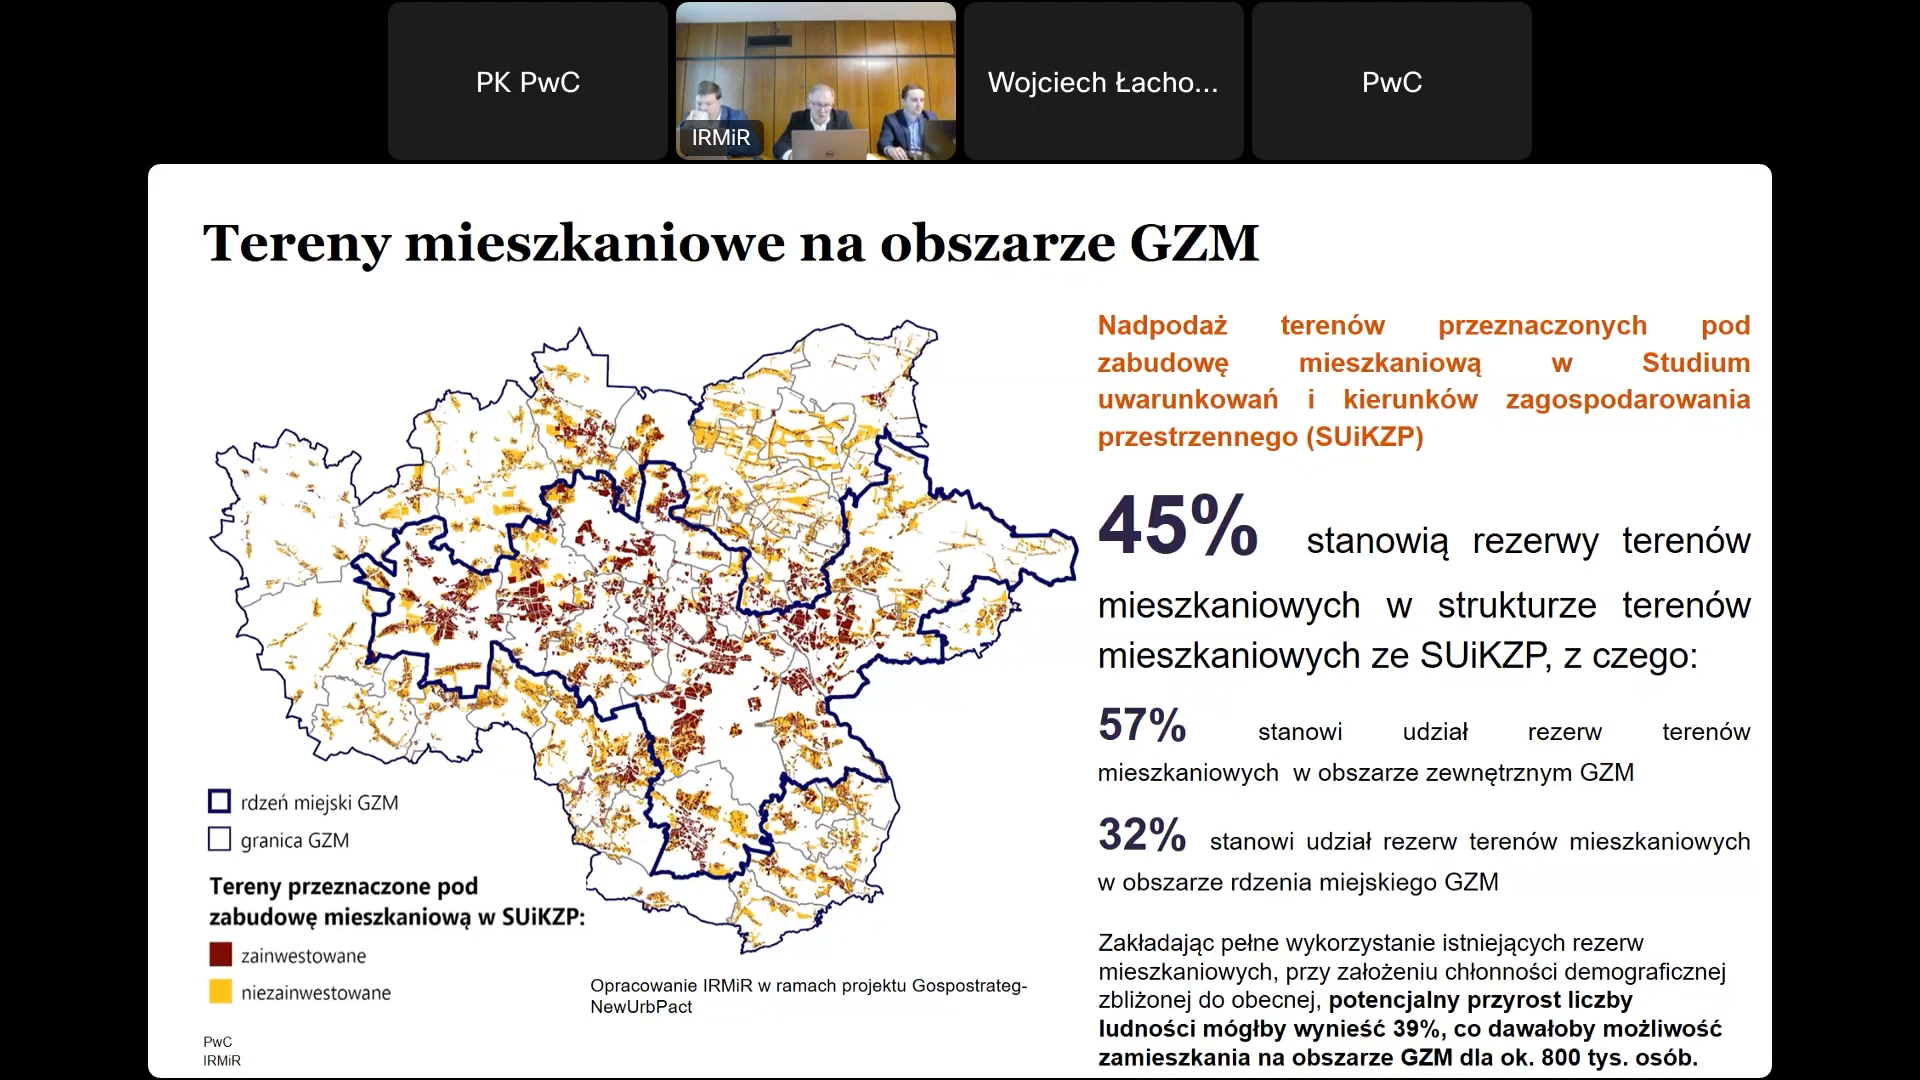 PK PwC
IRMiR
Wojciech Łacho...
PwC
Tereny mieszkaniowe na obszarze GZM
Nadpodaż terenów przeznaczonych pod
zabudowę mieszkaniową w Studium
uwarunkowań i kierunków zagospodarowania
przestrzennego (SUiKZP)
45% stanowią rezerwy terenów
mieszkaniowych w strukturze terenów
mieszkaniowych ze SUiKZP, z czego:
57% stanowi udział rezerw terenów
mieszkaniowych w obszarze zewnętrznym GZM
32% stanowi udział rezerw terenów mieszkaniowych
w obszarze rdzenia miejskiego GZM
Zakładając pełne wykorzystanie istniejących rezerw
mieszkaniowych, przy założeniu chłonności demograficznej
zbliżonej do obecnej, potencjalny przyrost liczby
ludności mógłby wynieść 39%, co dawałoby możliwość
zamieszkania na obszarze GZM dla ok. 800 tys. osób.
rdzeń miejski GZM
granica GZM
Tereny przeznaczone pod
zabudowę mieszkaniową w SUiKZP:
zainwestowane
niezainwestowane
Opracowanie IRMiR w ramach projektu Gospostrateg-
NewUrbPact
PwC
IRMiR